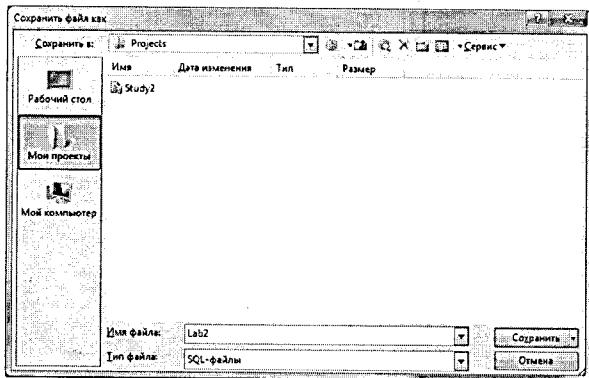 Сохранить файл как
Сохранить в:
Projects
Сервис
Имя
Дата изменения
Тип
Размер
Study2
Рабочий стол
Мои проекты
Мой компьютер
Имя файла:
Lab2
Сохранить
Тип файла:
SQL-файлы
Отмена